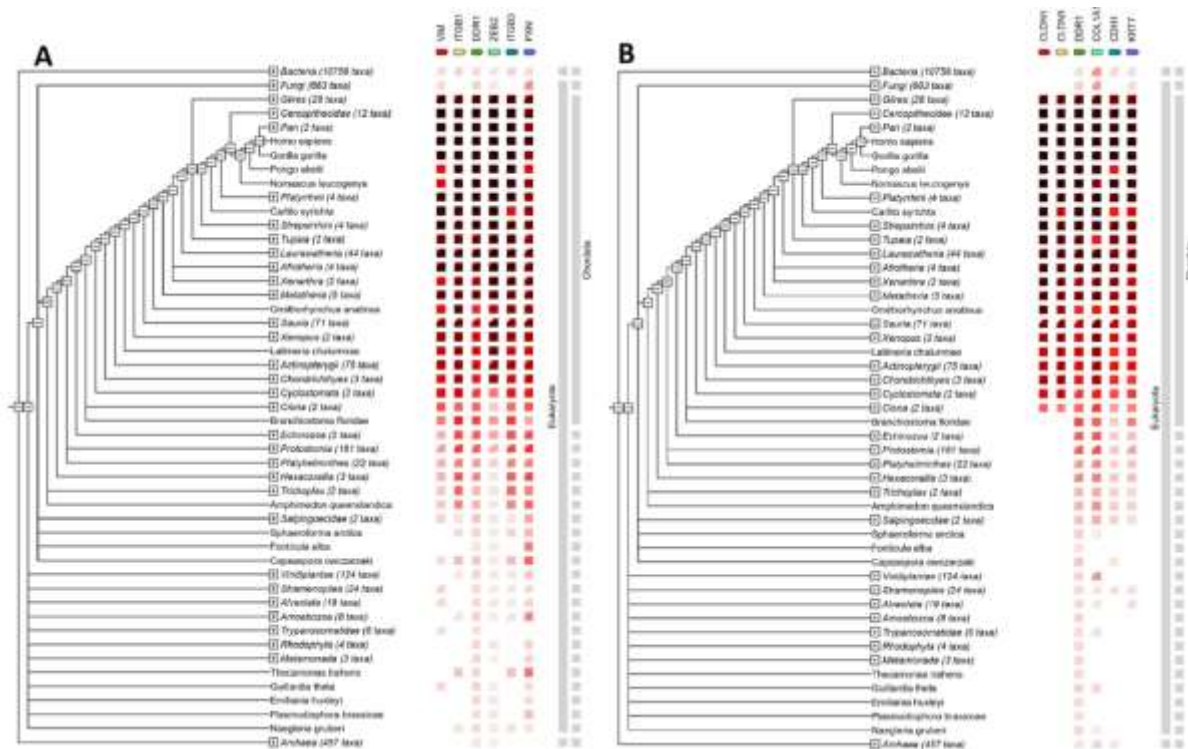 A
VIM
ITGB1
DDR1
ZEB2
ITGB3
FXN
Bacteria (10756 taxa)
Fungi (663 taxa)
Glires (28 taxa)
Cercopithecidae (12 taxa)
Pan (2 taxa)
Homo sapiens
Gorilla gorilla
Pongo abelii
Nomascus leucogenys
Platyrrhini (4 taxa)
Carlito syrichta
Strepsirrhini (4 taxa)
Tupaia (2 taxa)
Laurasiatheria (44 taxa)
Afrotheria (4 taxa)
Xenarthra (2 taxa)
Metatheria (5 taxa)
Ornithorhynchus anatinus
Sauria (71 taxa)
Xenopus (2 taxa)
Latimeria chalumnae
Actinopterygii (75 taxa)
Chondrichthyes (3 taxa)
Cyclostomata (2 taxa)
Ciona (2 taxa)
Branchiostoma floridae
Echinozoa (2 taxa)
Protostomia (161 taxa)
Platyhelminthes (22 taxa)
Hexacorallia (3 taxa)
Trichoplax (2 taxa)
Amphimedon queenslandica
Salpingoecidae (2 taxa)
Sphaeroforma arctica
Fonticula alba
Capsaspora owczarzaki
Viridiplantae (124 taxa)
Stramenopiles (24 taxa)
Alveolata (19 taxa)
Amoebozoa (8 taxa)
Trypanosomatidae (5 taxa)
Rhodophyta (4 taxa)
Metamonada (3 taxa)
Thecamonas trahens
Guillardia theta
Emiliania huxleyi
Plasmodiophora brassicae
Naegleria gruberi
Archaea (457 taxa)
Eukaryota
Chordata
B
CLDN1
DDR1
CDH1
KRT7
Bacteria (10756 taxa)
Fungi (663 taxa)
Glires (28 taxa)
Cercopithecidae (12 taxa)
Pan (2 taxa)
Homo sapiens
Gorilla gorilla
Pongo abelii
Nomascus leucogenys
Platyrrhini (4 taxa)
Carlito syrichta
Strepsirrhini (4 taxa)
Tupaia (2 taxa)
Laurasiatheria (44 taxa)
Afrotheria (4 taxa)
Xenarthra (2 taxa)
Metatheria (5 taxa)
Ornithorhynchus anatinus
Sauria (71 taxa)
Xenopus (2 taxa)
Latimeria chalumnae
Actinopterygii (75 taxa)
Chondrichthyes (3 taxa)
Cyclostomata (2 taxa)
Ciona (2 taxa)
Branchiostoma floridae
Echinozoa (2 taxa)
Protostomia (161 taxa)
Platyhelminthes (22 taxa)
Hexacorallia (3 taxa)
Trichoplax (2 taxa)
Amphimedon queenslandica
Salpingoecidae (2 taxa)
Sphaeroforma arctica
Fonticula alba
Capsaspora owczarzaki
Viridiplantae (124 taxa)
Stramenopiles (24 taxa)
Alveolata (19 taxa)
Amoebozoa (8 taxa)
Trypanosomatidae (5 taxa)
Rhodophyta (4 taxa)
Metamonada (3 taxa)
Thecamonas trahens
Guillardia theta
Emiliania huxleyi
Plasmodiophora brassicae
Naegleria gruberi
Archaea (457 taxa)
Eukaryota